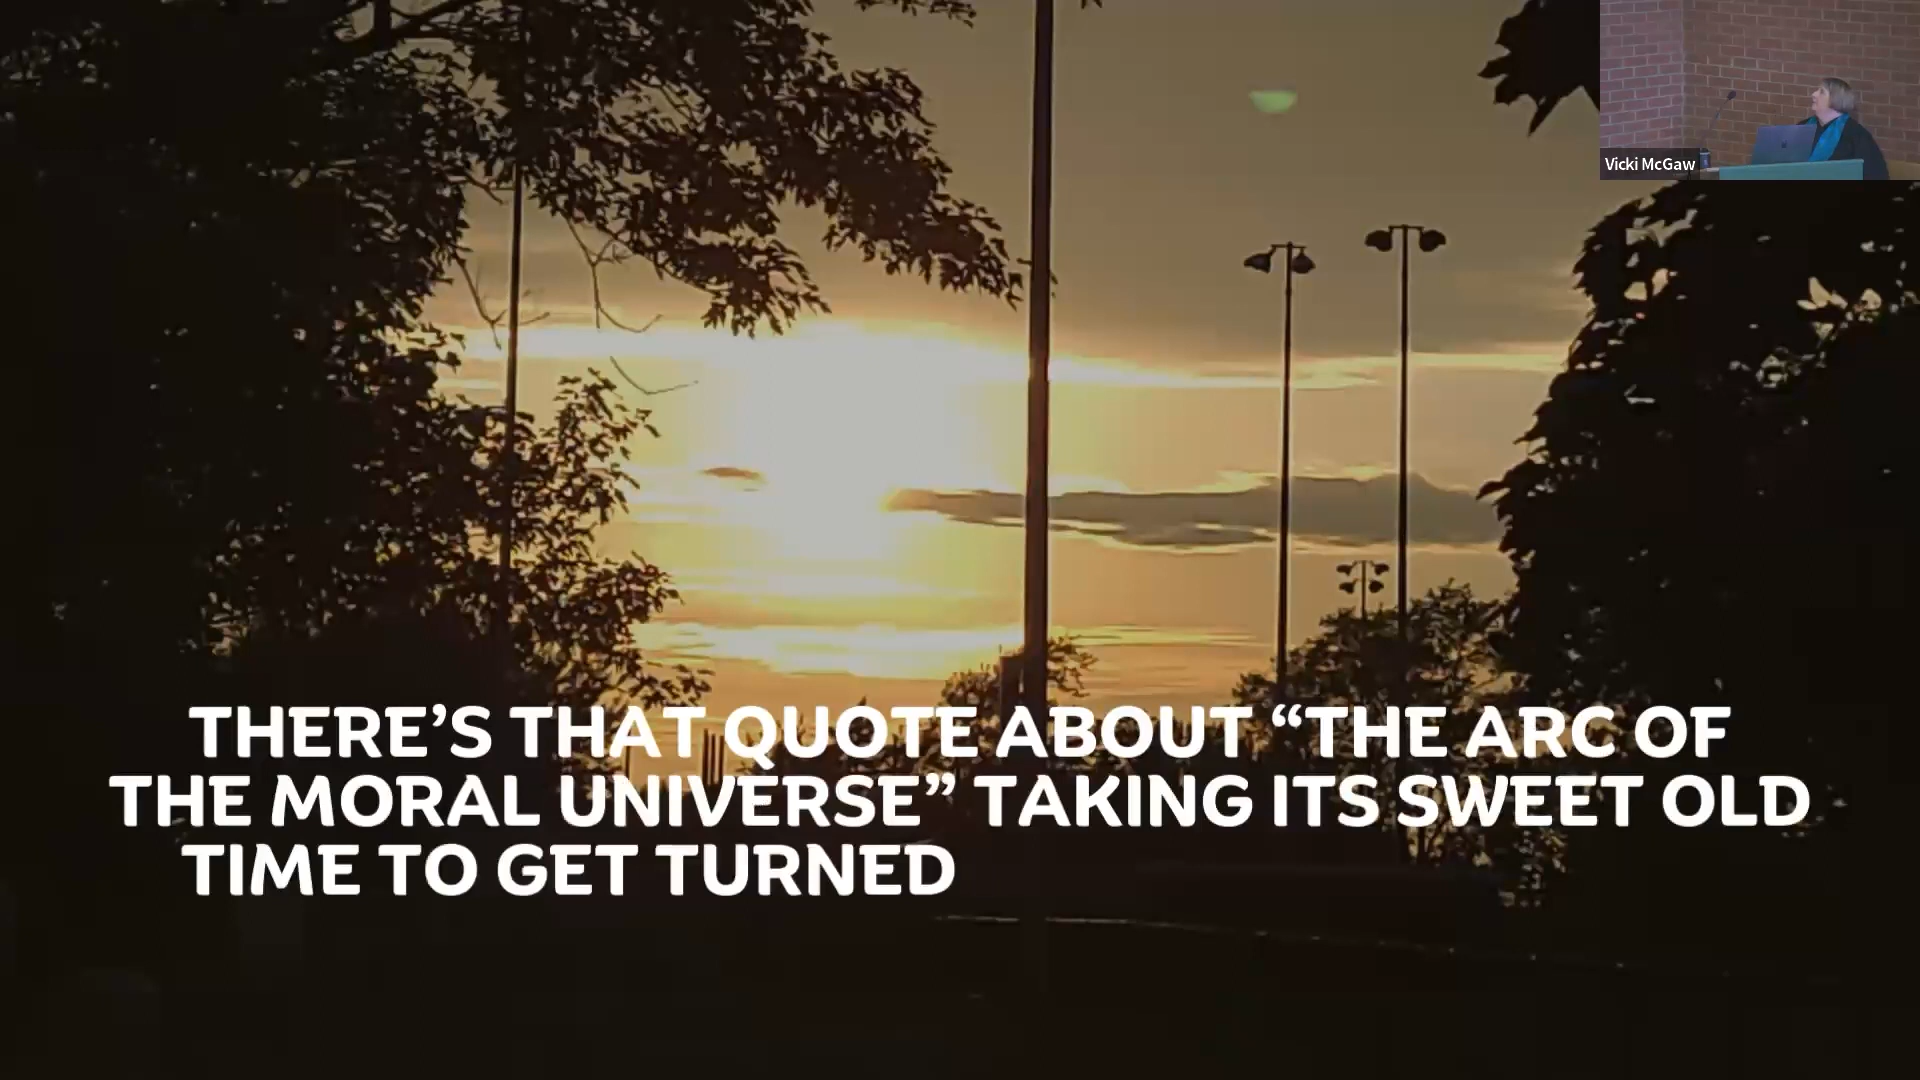 Vicki McGaw
THERE'S THAT QUOTE ABOUT “THE ARC OF
THE MORAL UNIVERSE” TAKING ITS SWEET OLD
TIME TO GET TURNED